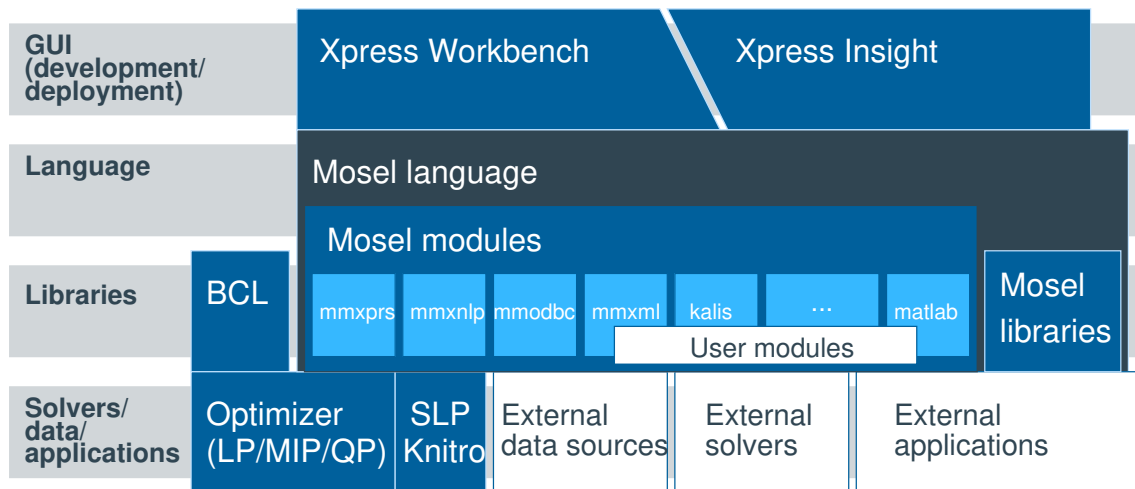 GUI
(development/
deployment)
Xpress Workbench
Xpress Insight
Language
Mosel language
Mosel modules
Libraries
BCL
mmxprs
mmxnlp
mmodbc
mmxml
kalis
...
matlab
User modules
Mosel
libraries
Solvers/
data/
applications
Optimizer
(LP/MIP/QP)
SLP
Knitro
External
data sources
External
solvers
External
applications